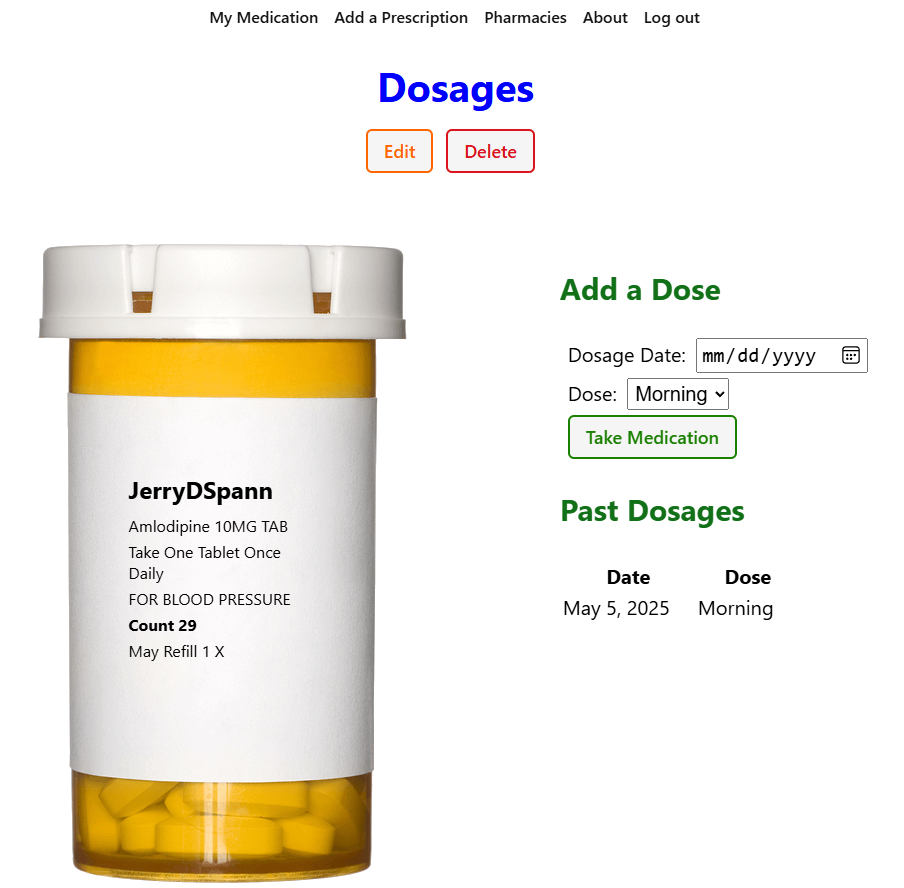 My Medication Add a Prescription Pharmacies About Log out
Dosages
Edit Delete
JerryDSpann
Amlodipine 10MG TAB
Take One Tablet Once
Daily
FOR BLOOD PRESSURE
Count 29
May Refill 1 X
Add a Dose
Dosage Date: mm/dd/yyyy
Dose: Morning
Take Medication
Past Dosages
Date Dose
May 5, 2025 Morning